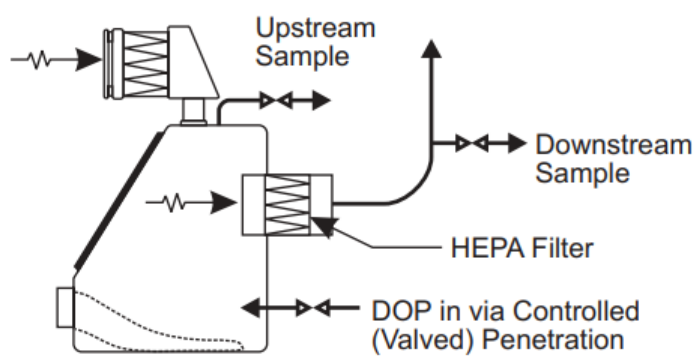 Upstream
Sample
Downstream
Sample
HEPA Filter
DOP in via Controlled
(Valved) Penetration